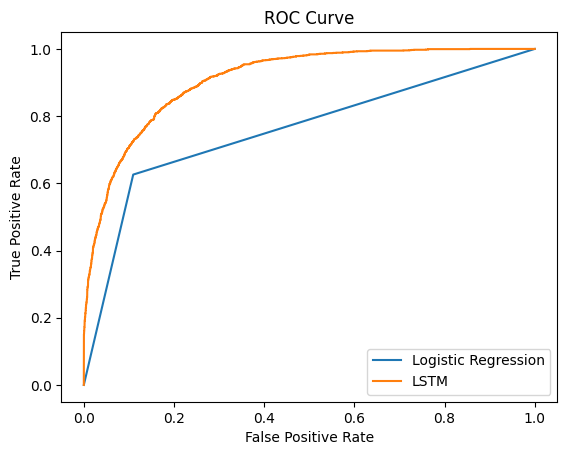 ROC Curve
True Positive Rate
1.0
0.8
0.6
0.4
0.2
0.0
Logistic Regression
LSTM
0.0 0.2 0.4 0.6 0.8 1.0
False Positive Rate